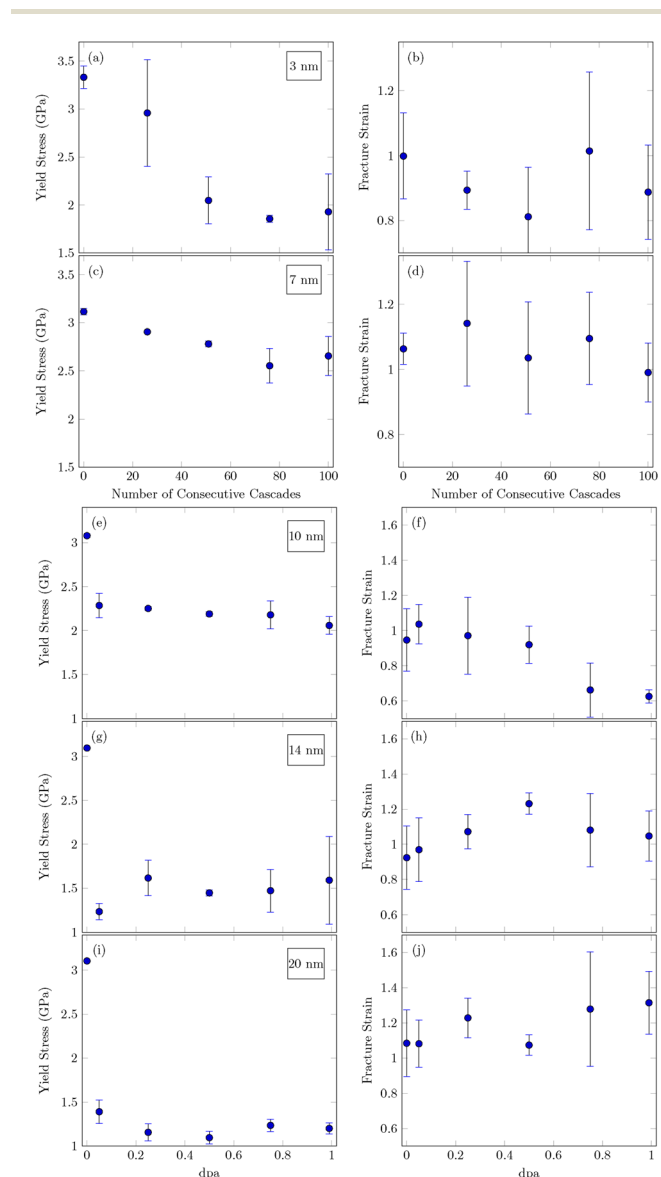 (a)
3 nm
Yield Stress (GPa)
3.5
3
2.5
2
1.5
(b)
Fracture Strain
1.2
1
0.8
(c)
7 nm
Yield Stress (GPa)
3.5
3
2.5
2
1.5
0 20 40 60 80 100
Number of Consecutive Cascades
(d)
Fracture Strain
1.2
1
0.8
0 20 40 60 80 100
Number of Consecutive Cascades
(e)
10 nm
Yield Stress (GPa)
3
2.5
2
1.5
1
(f)
Fracture Strain
1.6
1.4
1.2
1
0.8
0.6
(g)
14 nm
Yield Stress (GPa)
3
2.5
2
1.5
1
(h)
Fracture Strain
1.6
1.4
1.2
1
0.8
0.6
(i)
20 nm
Yield Stress (GPa)
3
2.5
2
1.5
1
0 0.2 0.4 0.6 0.8 1
dpa
(j)
Fracture Strain
1.6
1.4
1.2
1
0.8
0.6
0 0.2 0.4 0.6 0.8 1
dpa